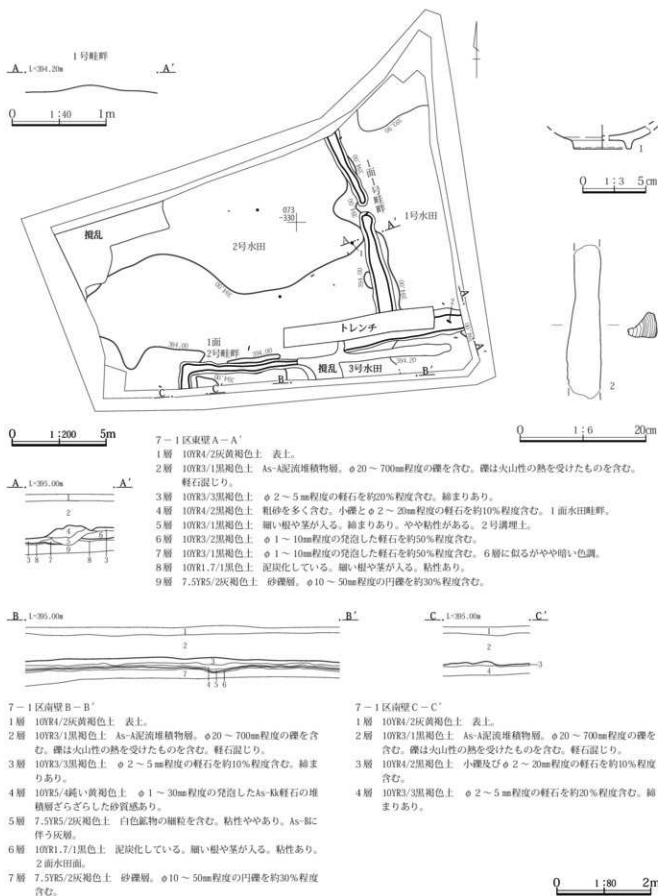 1号畦畔
A L=394.20m A'
0 1:40 1m
1面1号畦畔
1号水田
073
-330
2号水田
撹乱
A
A'
394.00
トレンチ
1面
2号畦畔
394.00
394.00
撹乱
3号水田
394.20
A
A'
B
B'
C
C'
1
0 1:3 5cm
2
0 1:6 20cm
0 1:200 5m
7-1区東壁A-A'
1層 10YR4/2灰黄褐色土 表土。
2層 10YR3/1黒褐色土 As-A泥流堆積物層。φ20~700㎜程度の礫を含む。礫は火山性の熱を受けたものを含む。
軽石混じり。
3層 10YR3/3黒褐色土 φ2~5㎜程度の軽石を約20%程度含む。締まりあり。
4層 10YR4/2黒褐色土 粗砂を多く含む。小礫とφ2~20㎜程度の軽石を約10%程度含む。1面水田畦畔。
5層 10YR3/1黒褐色土 細い根や茎が入る。締まりあり。やや粘性がある。2号溝埋土。
6層 10YR3/2黒褐色土 φ1~10㎜程度の発泡した軽石を約50%程度含む。
7層 10YR3/1黒褐色土 φ1~10㎜程度の発泡した軽石を約50%程度含む。6層に似るがやや暗い色調。
8層 10YR1.7/1黒色土 泥炭化している。細い根や茎が入る。粘性あり。
9層 7.5YR5/2灰褐色土 砂礫層。φ10~50㎜程度の円礫を約30%程度含む。
A L=395.00m A'
1
2
4
6
9
3 8 7 8 3
B L=395.00m B'
1
2
3
7
4 5 6
C L=395.00m C'
1
2
3
4
7-1区南壁B-B'
1層 10YR4/2灰黄褐色土 表土。
2層 10YR3/1黒褐色土 As-A泥流堆積物層。φ20~700㎜程度の礫を含
む。礫は火山性の熱を受けたものを含む。軽石混じり。
3層 10YR3/3黒褐色土 φ2~5㎜程度の軽石を約10%程度含む。締ま
りあり。
4層 10YR5/4鈍い黄褐色土 φ1~30㎜程度の発泡したAs-Kk軽石の堆
積層ざらざらした砂質感あり。
5層 7.5YR5/2灰褐色土 白色鉱物の細粒を含む。粘性ややあり。As-Bに
伴う灰層。
6層 10YR1.7/1黒色土 泥炭化している。細い根や茎が入る。粘性あり。
2面水田面。
7層 7.5YR5/2灰褐色土 砂礫層。φ10~50㎜程度の円礫を約30%程度
含む。
7-1区南壁C-C'
1層 10YR4/2灰黄褐色土 表土。
2層 10YR3/1黒褐色土 As-A泥流堆積物層。φ20~700㎜程度の礫を
含む。礫は火山性の熱を受けたものを含む。軽石混じり。
3層 10YR4/2黒褐色土 小礫及びφ2~20㎜程度の軽石を約10%程度
含む。
4層 10YR3/3黒褐色土 φ2~5㎜程度の軽石を約20%程度含む。締
まりあり。
0 1:80 2m